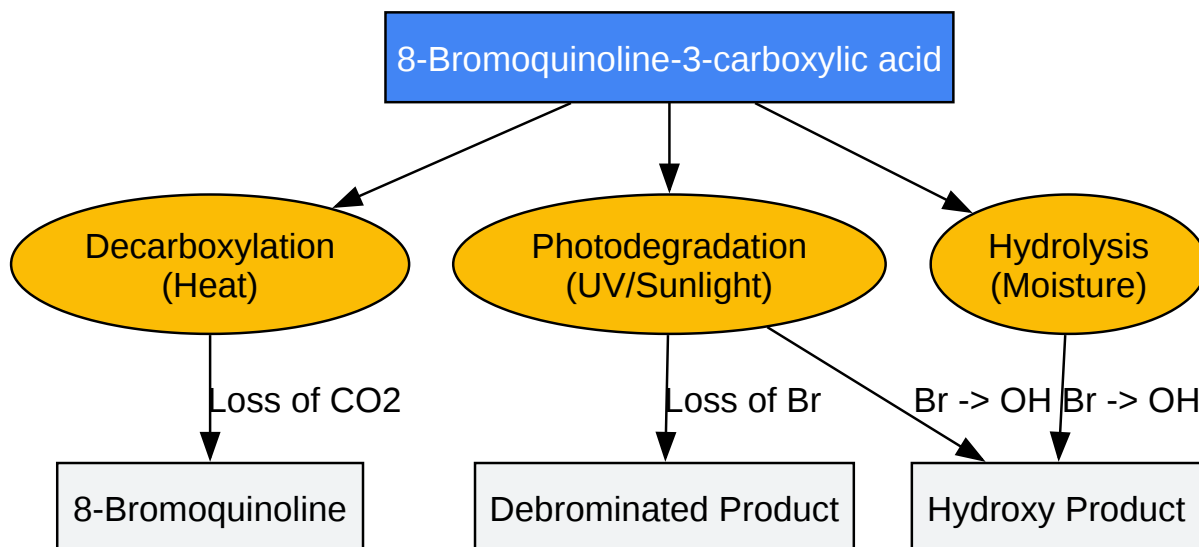 8-Bromoquinoline-3-carboxylic acid
Decarboxylation
(Heat)
Photodegradation
(UV/Sunlight)
Hydrolysis
(Moisture)
Loss of CO2
Loss of Br
Br -> OH
Br -> OH
8-Bromoquinoline
Debrominated Product
Hydroxy Product